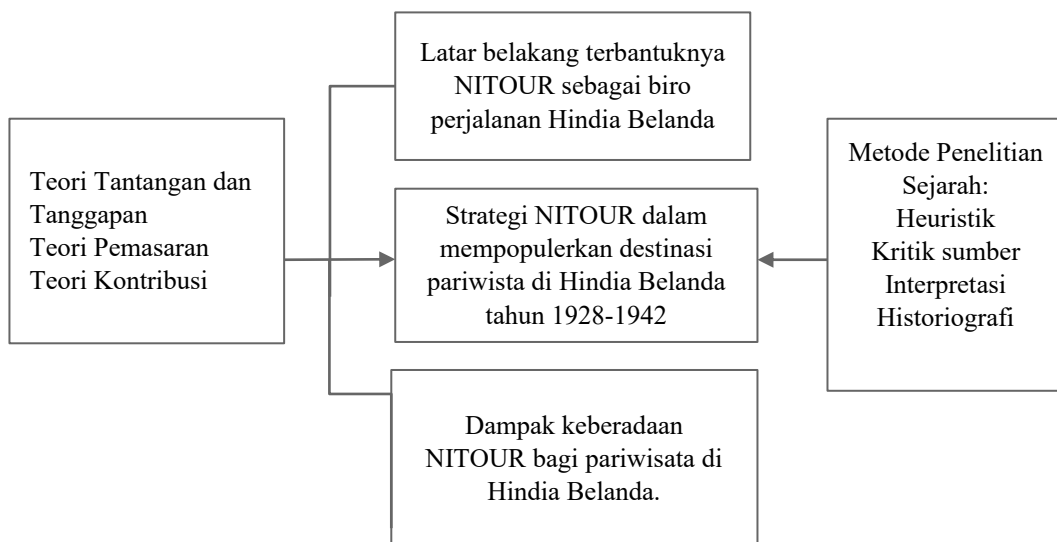 Teori Tantangan dan
Tanggapan
Teori Pemasaran
Teori Kontribusi
Latar belakang terbantuknya
NITOUR sebagai biro
perjalanan Hindia Belanda
Strategi NITOUR dalam
mempopulerkan destinasi
pariwista di Hindia Belanda
tahun 1928-1942
Dampak keberadaan
NITOUR bagi pariwisata di
Hindia Belanda.
Metode Penelitian
Sejarah:
Heuristik
Kritik sumber
Interpretasi
Historiografi